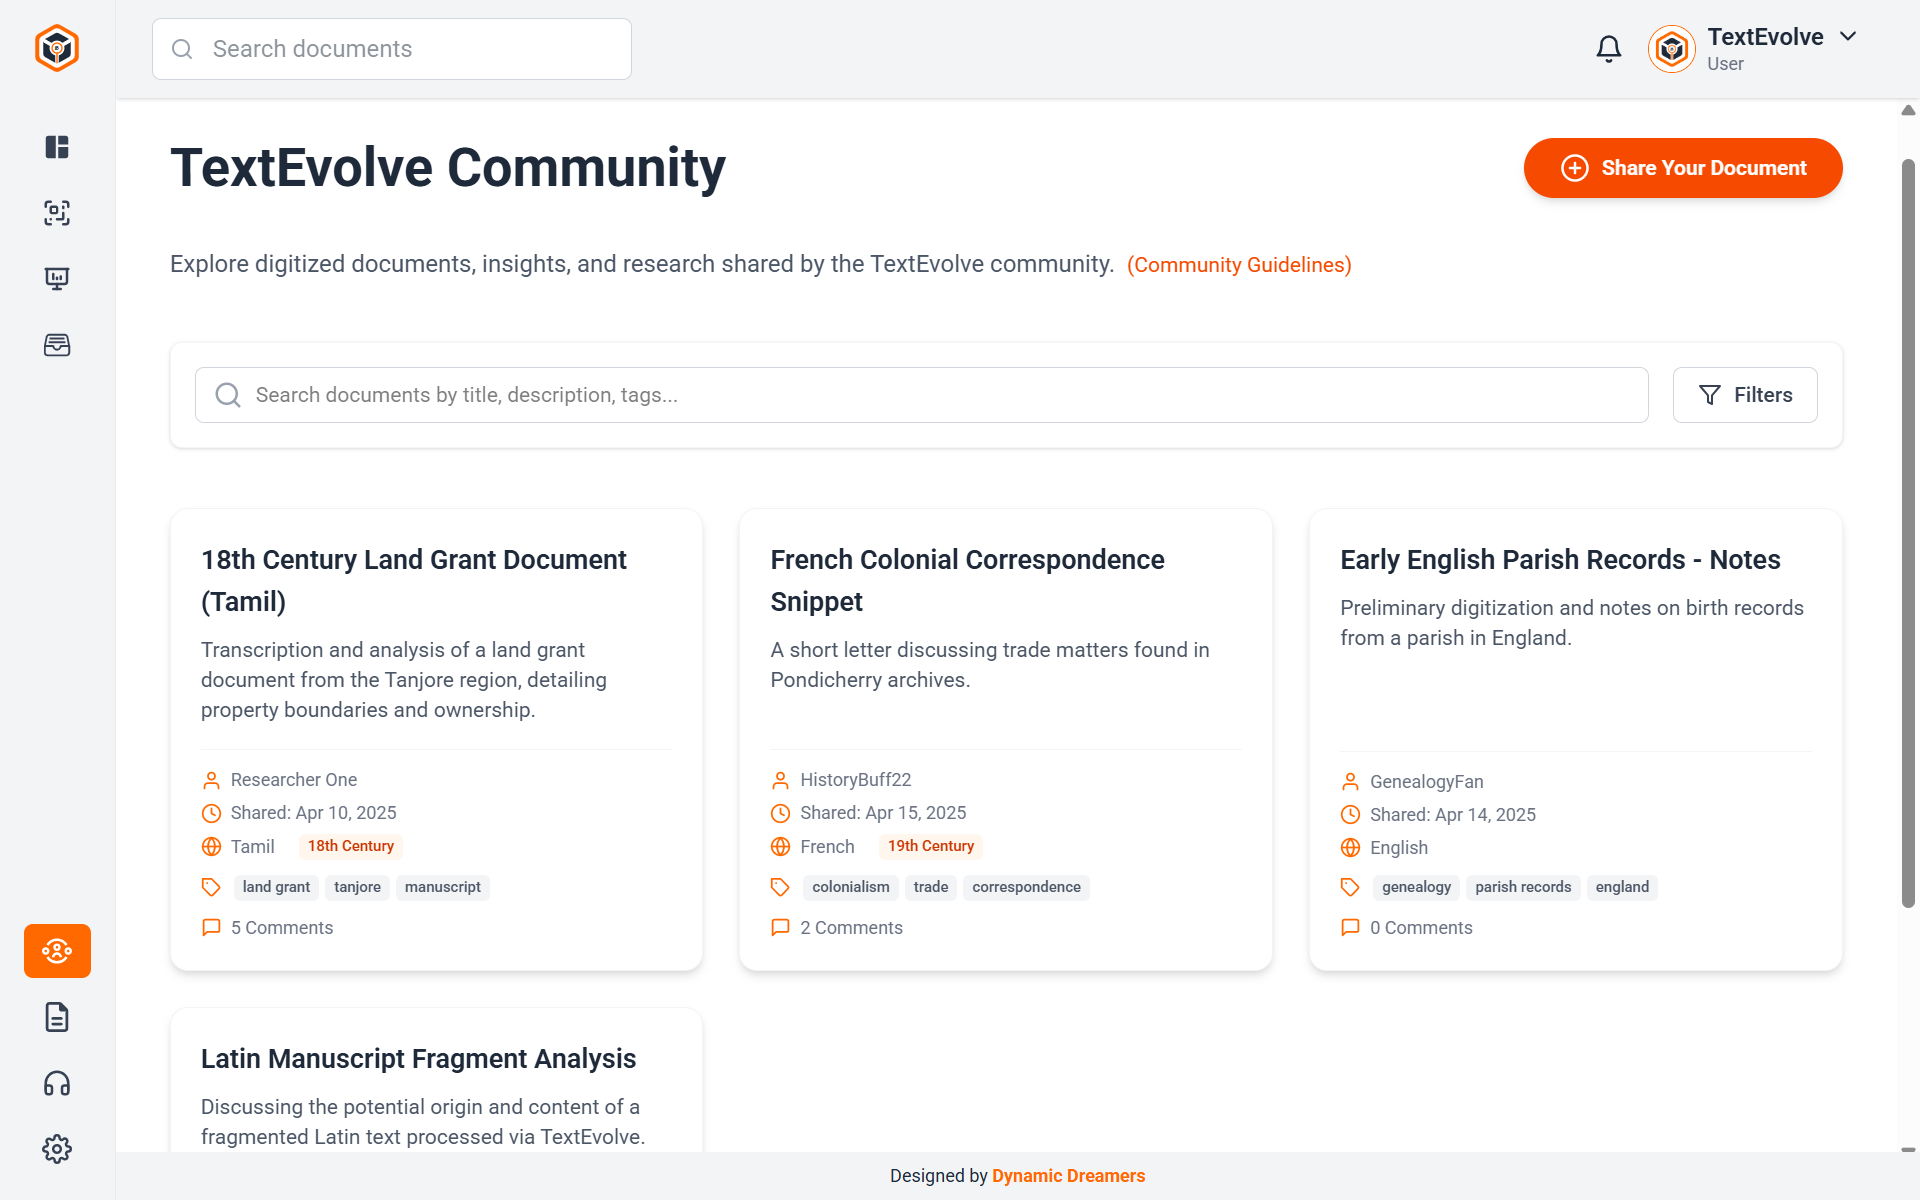 Search documents
TextEvolve
User
TextEvolve Community
Share Your Document
Explore digitized documents, insights, and research shared by the TextEvolve community. (Community Guidelines)
Search documents by title, description, tags...
Filters
18th Century Land Grant Document
(Tamil)
Transcription and analysis of a land grant
document from the Tanjore region, detailing
property boundaries and ownership.
Researcher One
Shared: Apr 10, 2025
Tamil 18th Century
land grant tanjore manuscript
5 Comments
French Colonial Correspondence
Snippet
A short letter discussing trade matters found in
Pondicherry archives.
HistoryBuff22
Shared: Apr 15, 2025
French 19th Century
colonialism trade correspondence
2 Comments
Early English Parish Records - Notes
Preliminary digitization and notes on birth records
from a parish in England.
GenealogyFan
Shared: Apr 14, 2025
English
genealogy parish records england
0 Comments
Latin Manuscript Fragment Analysis
Discussing the potential origin and content of a
fragmented Latin text processed via TextEvolve.
Designed by Dynamic Dreamers